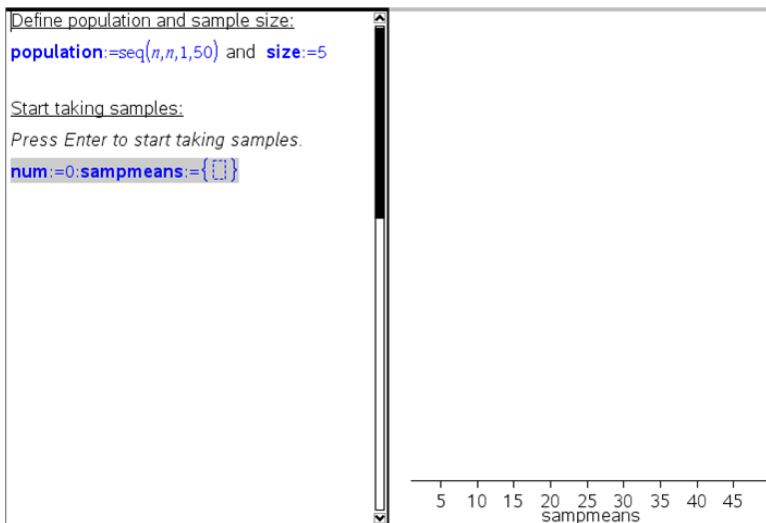 Define population and sample size:
population:=seq(n,n,1,50) and size:=5
Start taking samples:
Press Enter to start taking samples.
num:=0:sampmeans:={}
5 10 15 20 25 30 35 40 45
sampmeans